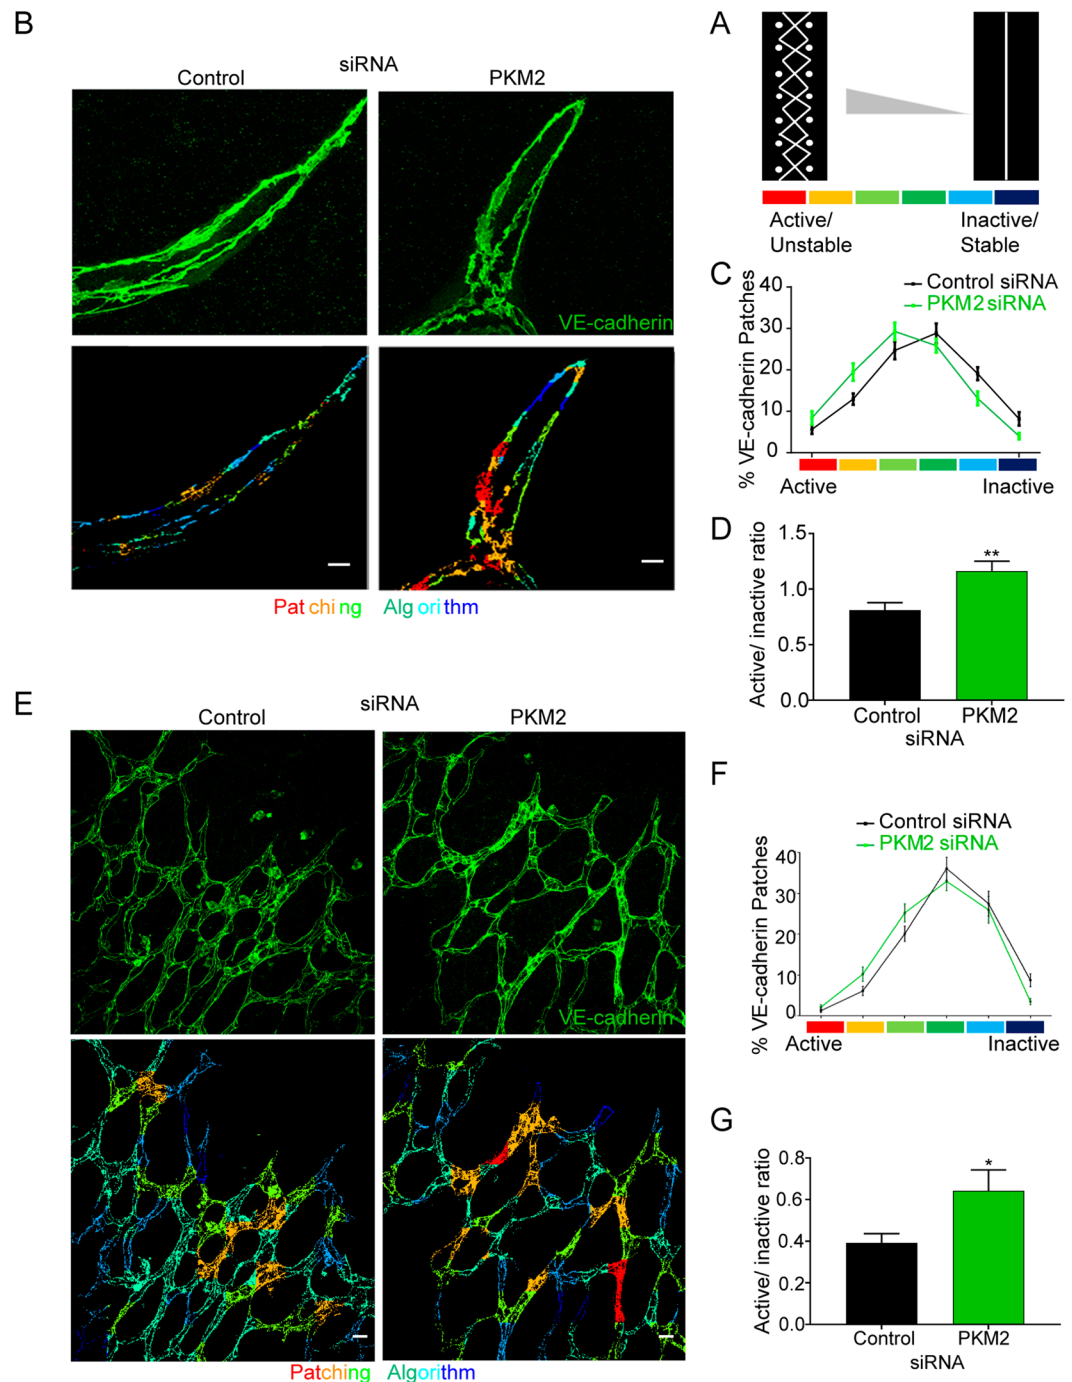 B
siRNA
Control
PKM2
VE-cadherin
Patching Algorithm
A
Active/ Inactive/
Unstable Stable
C
Control siRNA
PKM2 siRNA
% VE-cadherin Patches
40
30
20
10
0
Active Inactive
D
Active/ inactive ratio
1.5
1.0
0.5
0.0
**
Control PKM2
siRNA
E
siRNA
Control PKM2
VE-cadherin
Patching Algorithm
F
Control siRNA
PKM2 siRNA
% VE-cadherin Patches
40
30
20
10
0
Active Inactive
G
Active/ inactive ratio
0.8
0.6
0.4
0.2
0.0
*
Control PKM2
siRNA